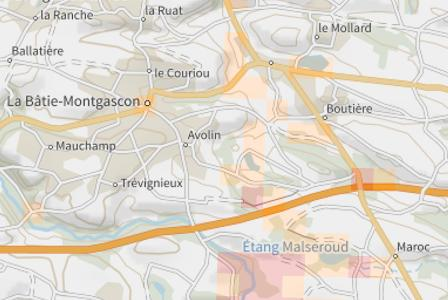 la Ranche
la Ruat
le Mollard
Ballatière
le Couriou
La Bâtie-Montgascon
Boutière
Avolin
Mauchamp
Trévignieux
Étang Malseroud
Maroc